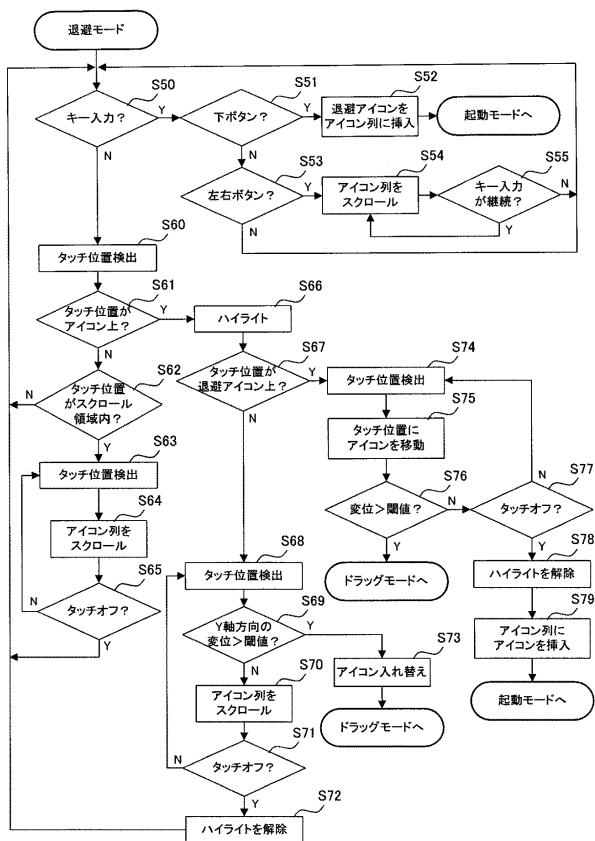 退避モード
S50
キー入力？
Y
N
S51
下ボタン？
Y
N
S52
退避アイコンを
アイコン列に挿入
起動モードへ
S53
左右ボタン？
Y
N
S54
アイコン列を
スクロール
S55
キー入力
が継続？
N
Y
S60
タッチ位置検出
S61
タッチ位置が
アイコン上？
Y
N
S62
タッチ位置
がスクロール
領域内？
N
Y
S63
タッチ位置検出
S64
アイコン列を
スクロール
S65
タッチオフ？
N
Y
S66
ハイライト
S67
タッチ位置が
退避アイコン上？
Y
N
S68
タッチ位置検出
S69
Y軸方向の
変位＞閾値？
Y
N
S70
アイコン列を
スクロール
S71
タッチオフ？
N
Y
S72
ハイライトを解除
S73
アイコン入れ替え
ドラッグモードへ
S74
タッチ位置検出
S75
タッチ位置に
アイコンを移動
S76
変位＞閾値？
N
Y
ドラッグモードへ
S77
タッチオフ？
N
Y
S78
ハイライトを解除
S79
アイコン列に
アイコンを挿入
起動モードへ